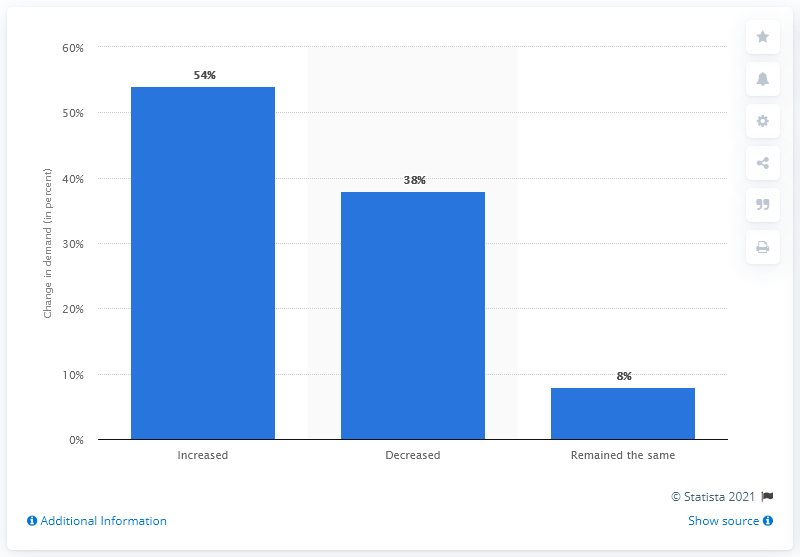 60%
54%
50%
40%
38%
30%
20%
10%
8%
0%
Change in demand (in percent)
Increased
Decreased
Remained the same
© Statista 2021
Additional Information
Show source